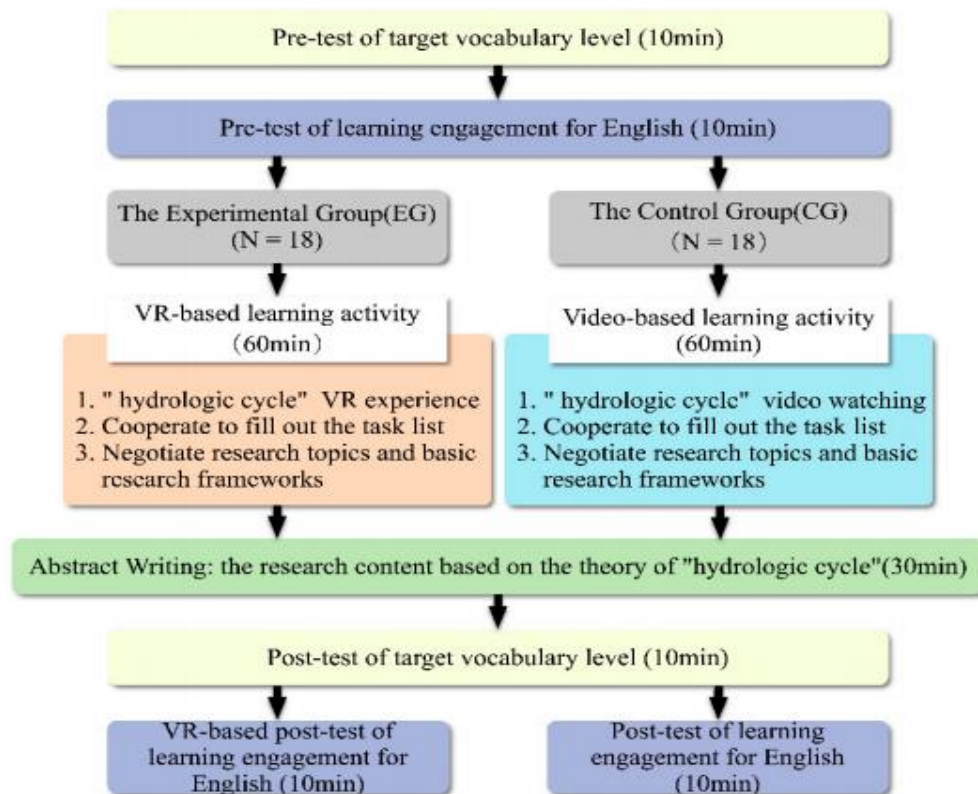 Pre-test of target vocabulary level (10min)
Pre-test of learning engagement for English (10min)
The Experimental Group(EG)
(N = 18)
The Control Group(CG)
（N = 18）
VR-based learning activity
（60min）
Video-based learning activity
(60min)
1. " hydrologic cycle" VR experience
2. Cooperate to fill out the task list
3. Negotiate research topics and basic
research frameworks
1. " hydrologic cycle" video watching
2. Cooperate to fill out the task list
3. Negotiate research topics and basic
research frameworks
Abstract Writing: the research content based on the theory of "hydrologic cycle"(30min)
Post-test of target vocabulary level (10min)
VR-based post-test of
learning engagement for
English (10min)
Post-test of learning
engagement for English
(10min)